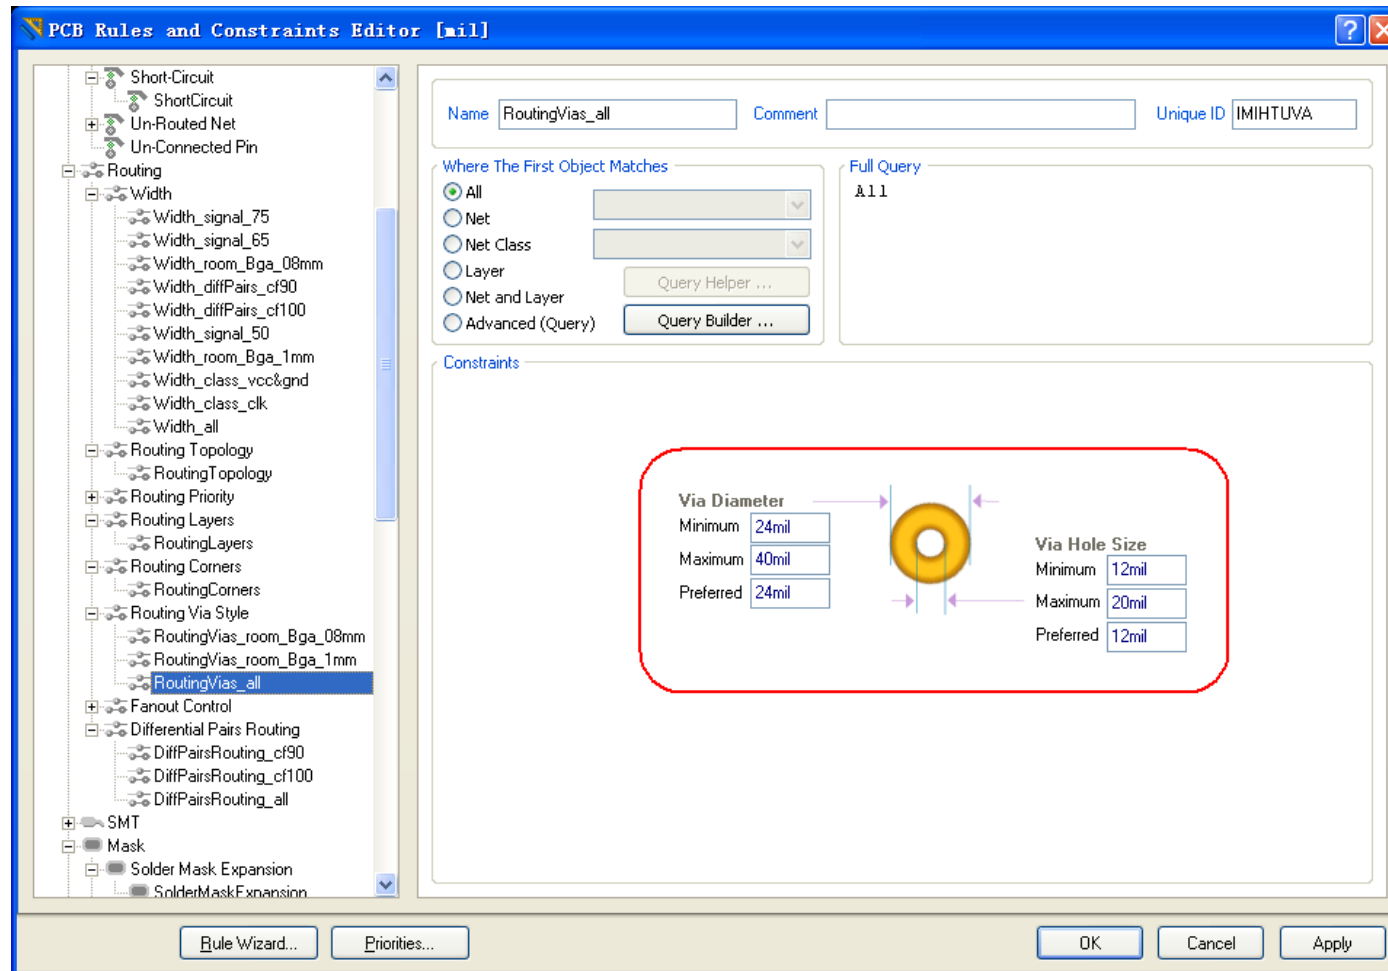 PCB Rules and Constraints Editor [mil]
Short-Circuit
ShortCircuit
Un-Routed Net
Un-Connected Pin
Routing
Width
Width_signal_75
Width_signal_65
Width_room_Bga_08mm
Width_diffPairs_cf90
Width_diffPairs_cf100
Width_signal_50
Width_room_Bga_1mm
Width_class_vcc&gnd
Width_class_clk
Width_all
Routing Topology
RoutingTopology
Routing Priority
Routing Layers
RoutingLayers
Routing Corners
RoutingCorners
Routing Via Style
RoutingVias_room_Bga_08mm
RoutingVias_room_Bga_1mm
RoutingVias_all
Fanout Control
Differential Pairs Routing
DiffPairsRouting_cf90
DiffPairsRouting_cf100
DiffPairsRouting_all
SMT
Mask
Solder Mask Expansion
SolderMaskExpansion
Name RoutingVias_all Comment Unique ID IMIHTUVA
Where The First Object Matches
All
Net
Net Class
Layer
Net and Layer
Advanced (Query)
Query Helper ...
Query Builder ...
Full Query
All
Constraints
Via Diameter
Minimum 24mil
Maximum 40mil
Preferred 24mil
Via Hole Size
Minimum 12mil
Maximum 20mil
Preferred 12mil
Rule Wizard... Priorities... OK Cancel Apply